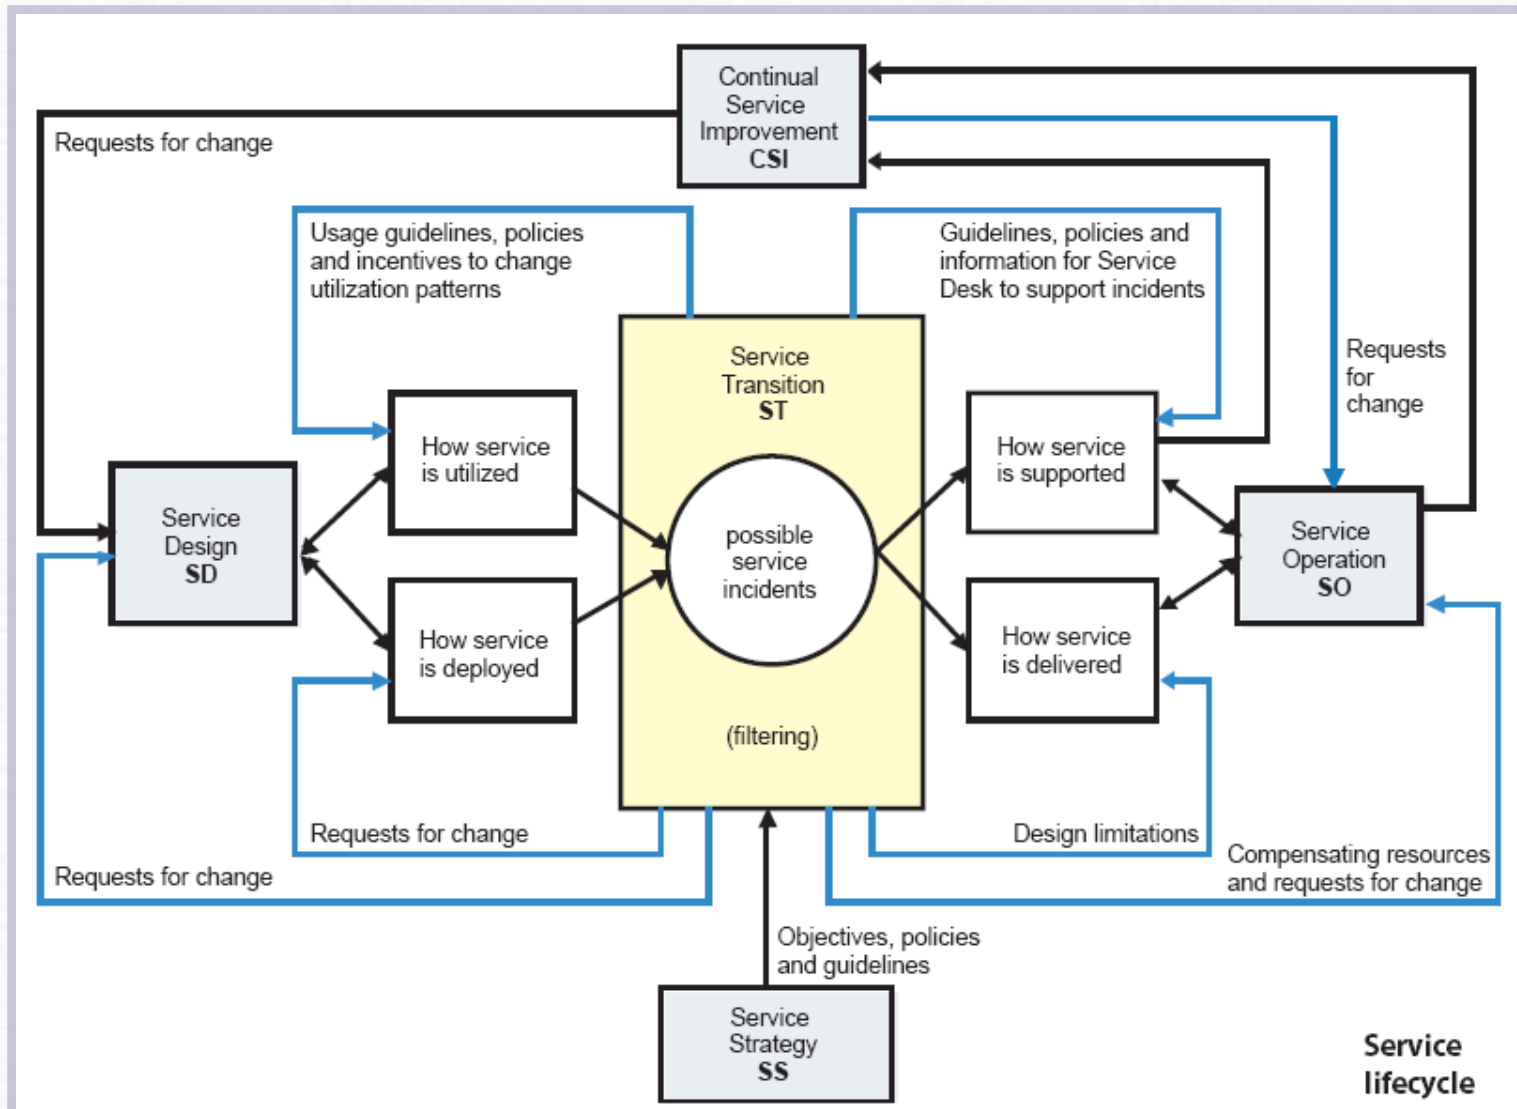 Continual
Service
Improvement
CSI
Requests for change
Usage guidelines, policies
and incentives to change
utilization patterns
Guidelines, policies and
information for Service
Desk to support incidents
Requests
for
change
Service
Transition
ST
How service
is utilized
How service
is supported
Service
Design
SD
possible
service
incidents
Service
Operation
SO
How service
is deployed
How service
is delivered
(filtering)
Requests for change
Design limitations
Requests for change
Compensating resources
and requests for change
Objectives, policies
and guidelines
Service
Strategy
SS
Service
lifecycle